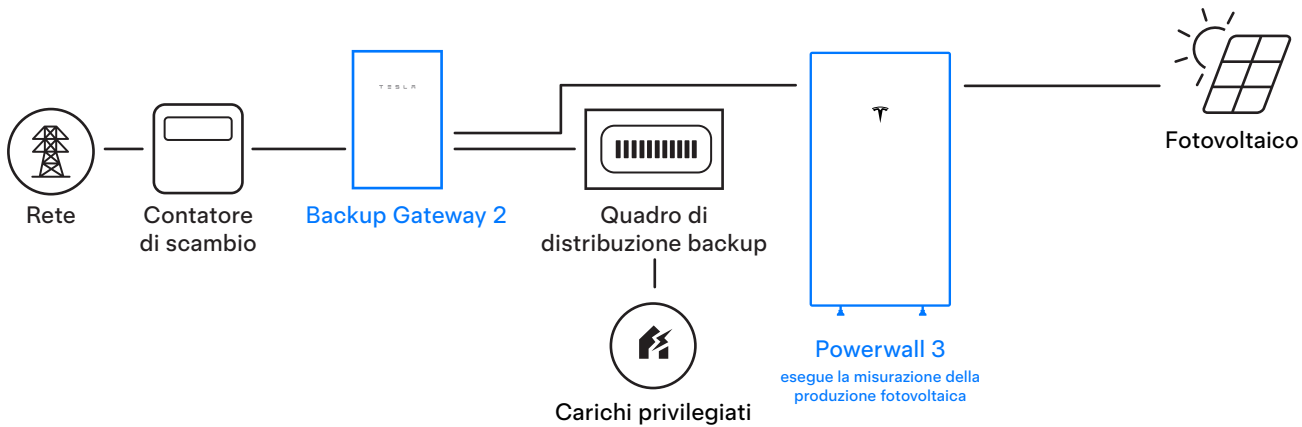 TESLA
Fotovoltaico
Rete
Contatore
di scambio
Backup Gateway 2
Quadro di
distribuzione backup
Powerwall 3
esegue la misurazione della
produzione fotovoltaica
Carichi privilegiati